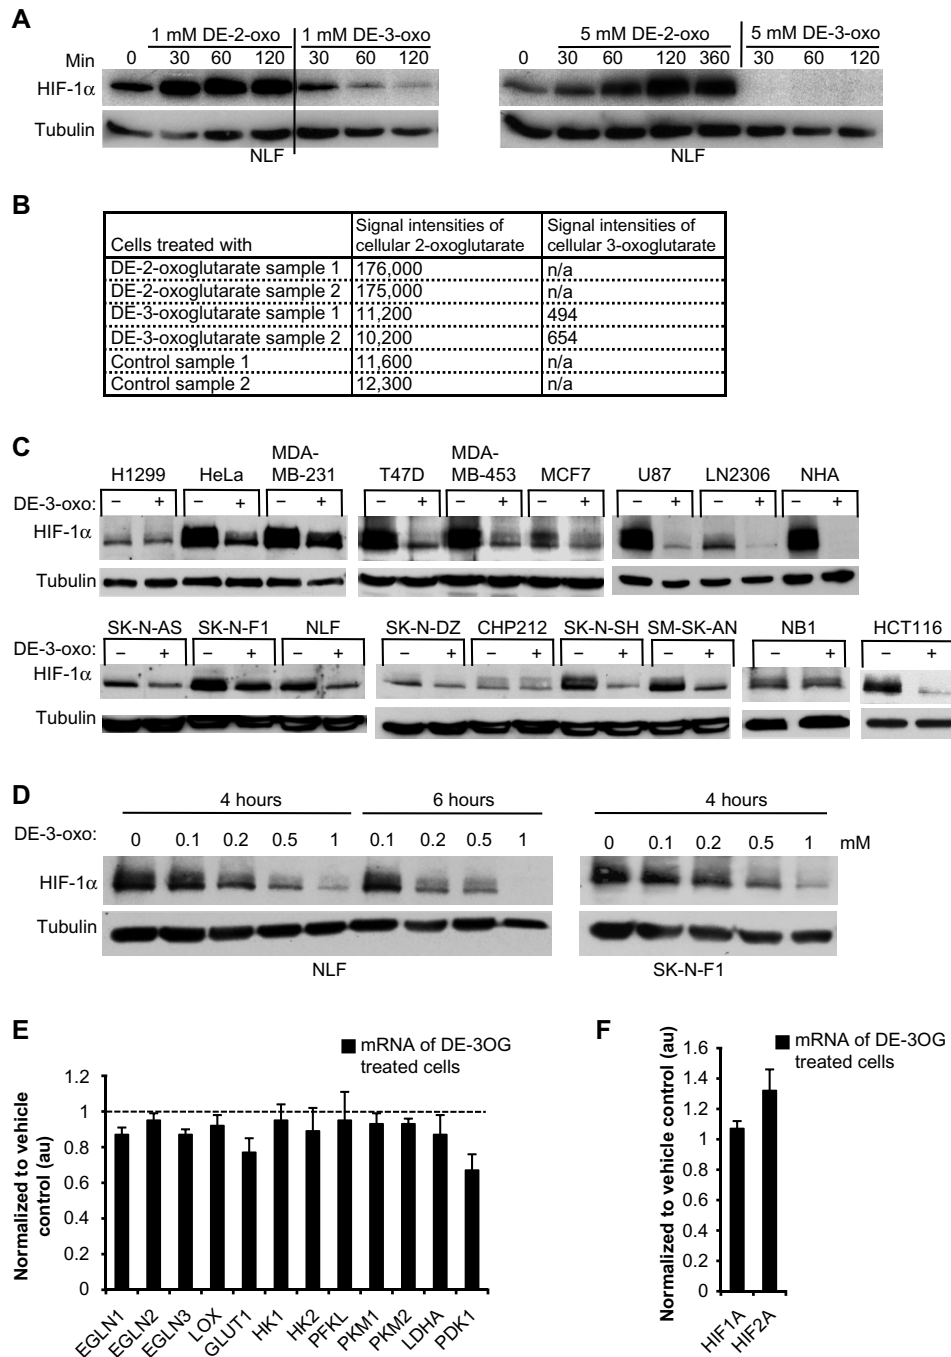 A
1 mM DE-2-oxo 1 mM DE-3-oxo
Min 0 30 60 120 30 60 120
HIF-1α
Tubulin
NLF
5 mM DE-2-oxo 5 mM DE-3-oxo
0 30 60 120 360 30 60 120
NLF
B
Cells treated with
Signal intensities of
cellular 2-oxoglutarate
Signal intensities of
cellular 3-oxoglutarate
DE-2-oxoglutarate sample 1 176,000 n/a
DE-2-oxoglutarate sample 2 175,000 n/a
DE-3-oxoglutarate sample 1 11,200 494
DE-3-oxoglutarate sample 2 10,200 654
Control sample 1 11,600 n/a
Control sample 2 12,300 n/a
C
H1299 HeLa MDA-
MB-231 T47D MDA-
MB-453 MCF7 U87 LN2306 NHA
DE-3-oxo: – + – + – + – + – + – + – + – + – +
HIF-1α
Tubulin
SK-N-AS SK-N-F1 NLF SK-N-DZ CHP212 SK-N-SH SM-SK-AN NB1 HCT116
DE-3-oxo: – + – + – + – + – + – + – + – + – +
HIF-1α
Tubulin
D
4 hours 6 hours 4 hours
DE-3-oxo: 0 0.1 0.2 0.5 1 0.1 0.2 0.5 1 0 0.1 0.2 0.5 1 mM
HIF-1α
Tubulin
NLF SK-N-F1
E
mRNA of DE-3OG
treated cells
Normalized to vehicle
control (au)
1.2
1
0.8
0.6
0.4
0.2
0
EGLN1 EGLN2 EGLN3 LOX GLUT1 HK1 HK2 PFKL PKM1 PKM2 LDHA PDK1
F
mRNA of DE-3OG
treated cells
Normalized to vehicle control (au)
1.6
1.4
1.2
1
0.8
0.6
0.4
0.2
0
HIF1A HIF2A